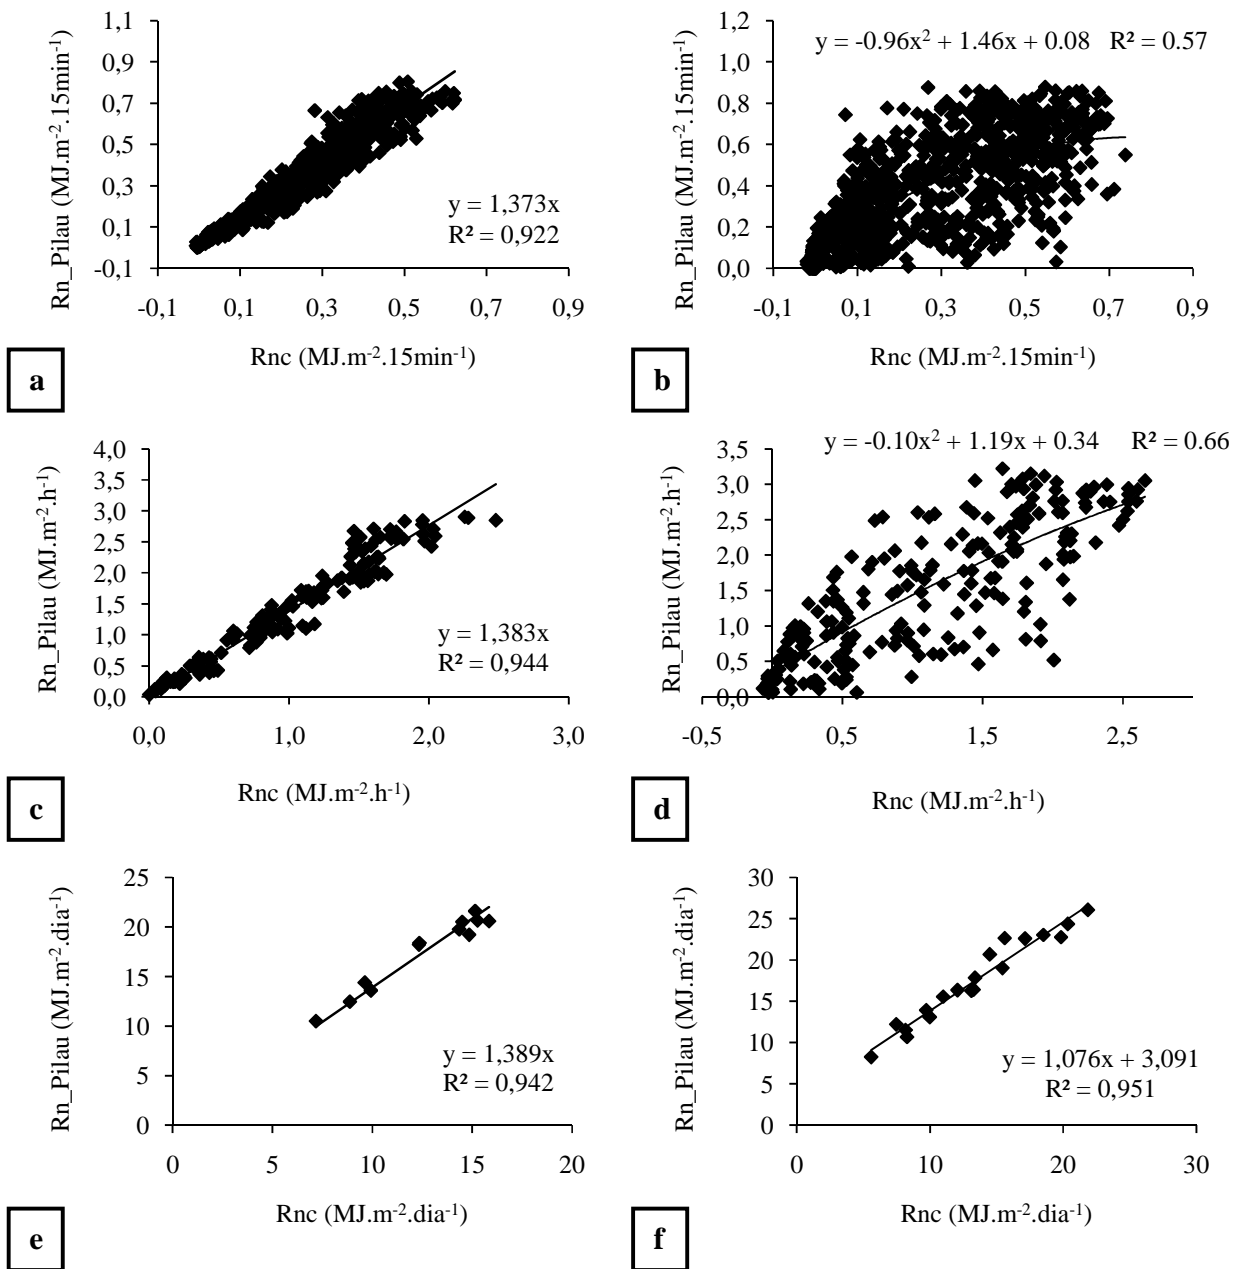 Rn_Pilau (MJ.m⁻².15min⁻¹)
1,1
0,9
0,7
0,5
0,3
0,1
-0,1
-0,1 0,1 0,3 0,5 0,7 0,9
y = 1,373x
R² = 0,922
Rnc (MJ.m⁻².15min⁻¹)
a
y = -0.96x² + 1.46x + 0.08 R² = 0.57
Rn_Pilau (MJ.m⁻².15min⁻¹)
1,2
1,0
0,8
0,6
0,4
0,2
0,0
-0,1 0,1 0,3 0,5 0,7 0,9
Rnc (MJ.m⁻².15min⁻¹)
b
Rn_Pilau (MJ.m⁻².h⁻¹)
4,0
3,5
3,0
2,5
2,0
1,5
1,0
0,5
0,0
0,0 1,0 2,0 3,0
y = 1,383x
R² = 0,944
Rnc (MJ.m⁻².h⁻¹)
c
y = -0.10x² + 1.19x + 0.34 R² = 0.66
Rn_Pilau (MJ.m⁻².h⁻¹)
3,5
3,0
2,5
2,0
1,5
1,0
0,5
0,0
-0,5 0,5 1,5 2,5
Rnc (MJ.m⁻².h⁻¹)
d
Rn_Pilau (MJ.m⁻².dia⁻¹)
25
20
15
10
5
0
0 5 10 15 20
y = 1,389x
R² = 0,942
Rnc (MJ.m⁻².dia⁻¹)
e
Rn_Pilau (MJ.m⁻².dia⁻¹)
30
25
20
15
10
5
0
0 10 20 30
y = 1,076x + 3,091
R² = 0,951
Rnc (MJ.m⁻².dia⁻¹)
f